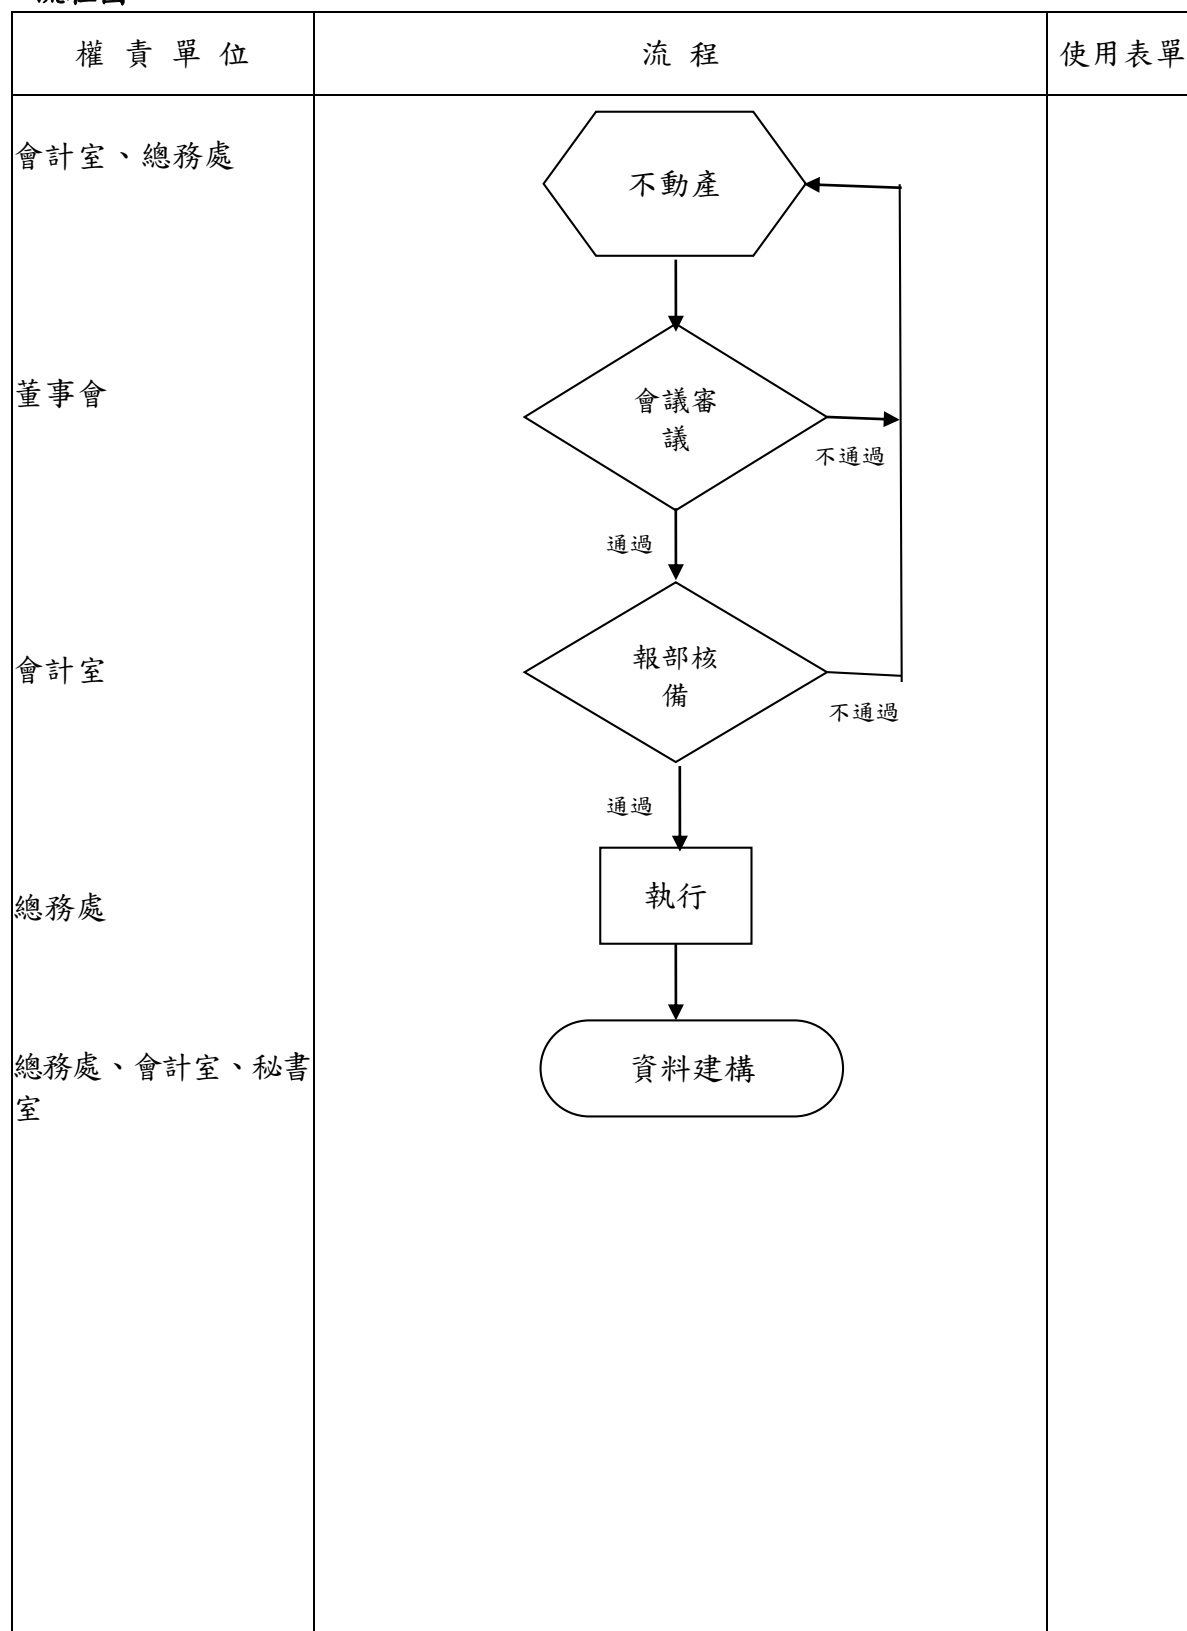 權 責 單 位
流 程
使用表單
會計室、總務處
不動產
董事會
會議審
議
不通過
通過
會計室
報部核
備
不通過
通過
總務處
執行
總務處、會計室、秘書
室
資料建構